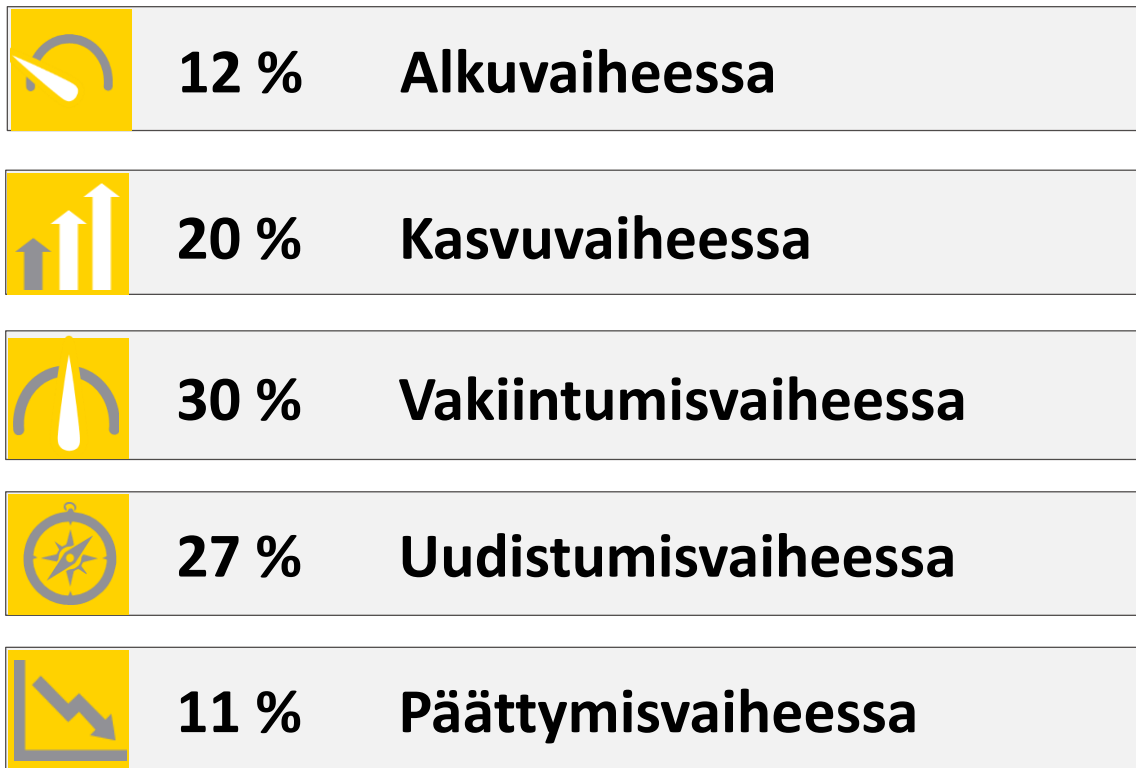 12 % Alkuvaiheessa
20 % Kasvuvaiheessa
30 % Vakiintumisvaiheessa
27 % Uudistumisvaiheessa
11 % Päättymisvaiheessa